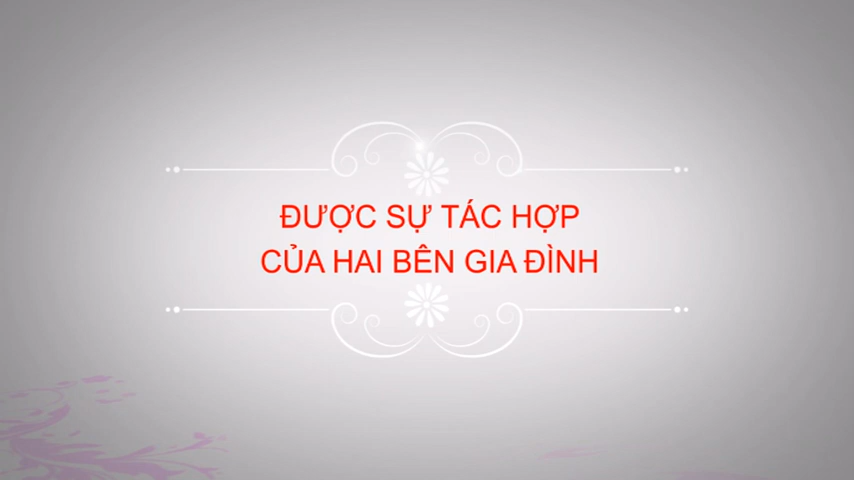 ĐƯỢC SỰ TÁC HỢP
CỦA HAI BÊN GIA ĐÌNH